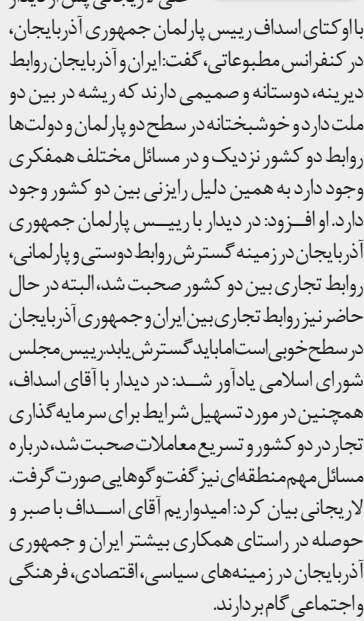 بااوکتای اسداف رییس پارلمان جمهوری آذربایجان،
در کنفرانس مطبوعاتی، گفت:ایران و آذربایجان روابط
دیرینه، دوستانه و صمیمی دارند که ریشه در بین دو
ملت دارد و خوشبختانه در سطح دو پارلمان و دولت‌ها
روابط دو کشور نزدیک و در مسائل مختلف همفکری
وجود دارد به همین دلیل رایزنی بین دو کشور وجود
دارد. او افزود: در دیدار با رییس پارلمان جمهوری
آذربایجان در زمینه گسترش روابط دوستی و پارلمانی،
روابط تجاری بین دو کشور صحبت شد، البته در حال
حاضر نیز روابط تجاری بین ایران و جمهوری آذربایجان
در سطح خوبی است اما باید گسترش یابد. رییس مجلس
شورای اسلامی یادآور شد: در دیدار با آقای اسداف،
همچنین در مورد تسهیل شرایط برای سرمایه گذاری
تجار در دو کشور و تسریع معاملات صحبت شد، درباره
مسائل مهم منطقه‌ای نیز گفت‌وگوهایی صورت گرفت.
لاریجانی بیان کرد: امیدواریم آقای اسداف با صبر و
حوصله در راستای همکاری بیشتر ایران و جمهوری
آذربایجان در زمینه‌های سیاسی، اقتصادی، فرهنگی
و اجتماعی گام بردارند.